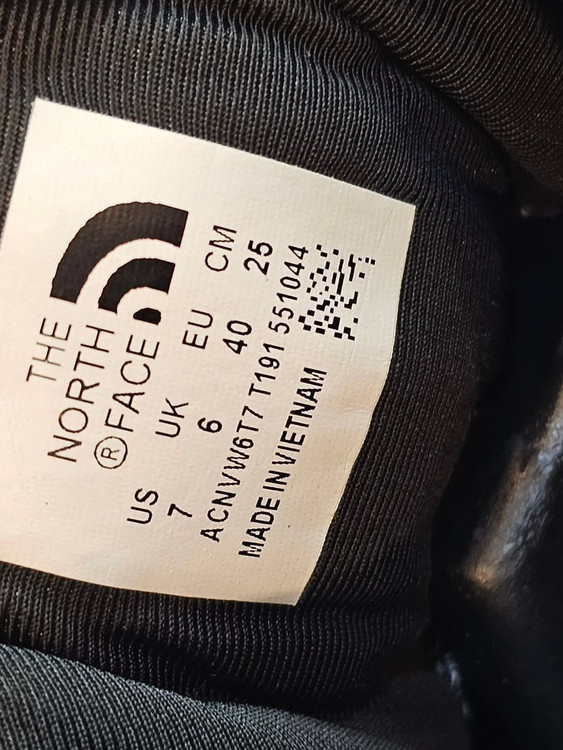 THE
NORTH
® FACE
US UK EU CM
7 6 40 25
ACNVW6T7 T191 551044
MADE IN VIETNAM